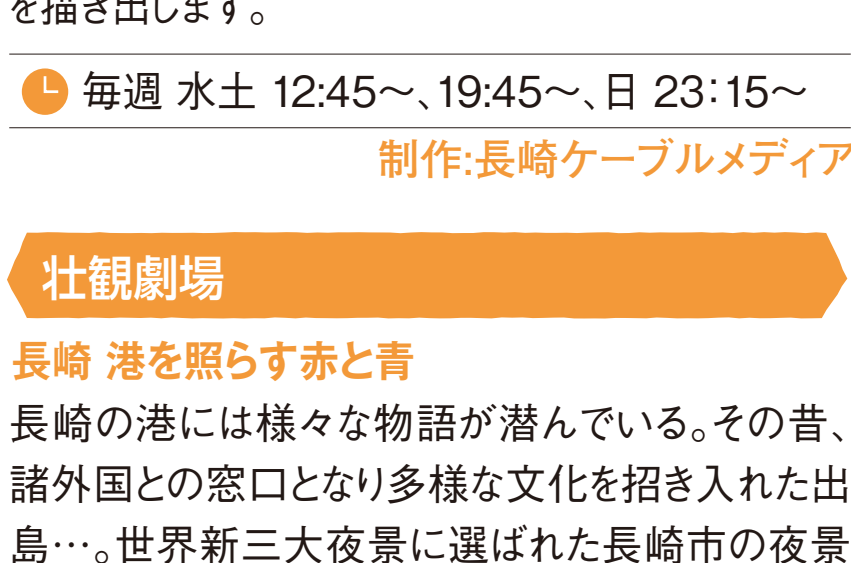 を描き出します。
毎週 水土 12:45～、19:45～、日 23:15～
制作:長崎ケーブルメディア
壮観劇場
長崎 港を照らす赤と青
長崎の港には様々な物語が潜んでいる。その昔、
諸外国との窓口となり多様な文化を招き入れた出
島…。世界新三大夜景に選ばれた長崎市の夜景